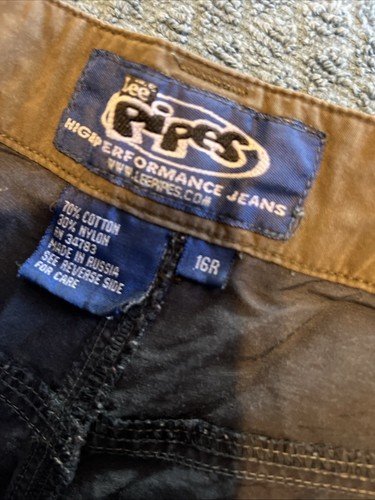 Lee®
PiPES
HIGH PERFORMANCE JEANS
WWW.LEEPIPES.COM
70% COTTON
30% NYLON
RN 34783
MADE IN RUSSIA
SEE REVERSE SIDE
FOR CARE
16R